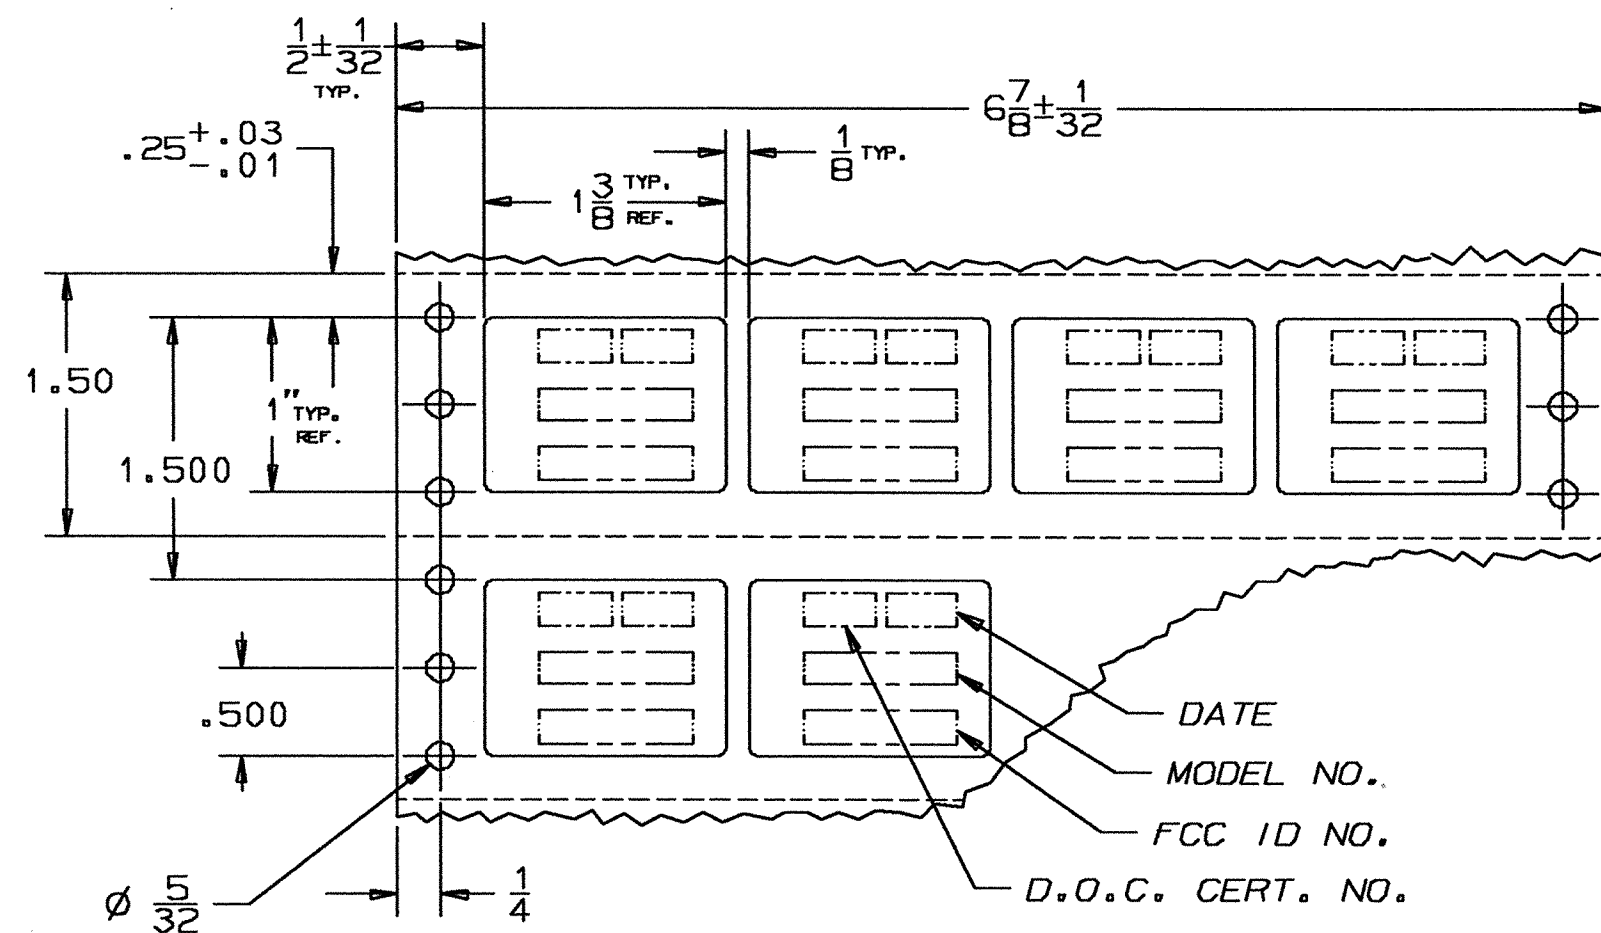 1/2±1/32
TYP.
6 7/8±1/32
.25+.03
-.01
1/8 TYP.
1 3/8 TYP.
REF.
1.50
1"
TYP.
REF.
1.500
.500
DATE
MODEL NO.
FCC ID NO.
D.O.C. CERT. NO.
Ø 5/32
1/4